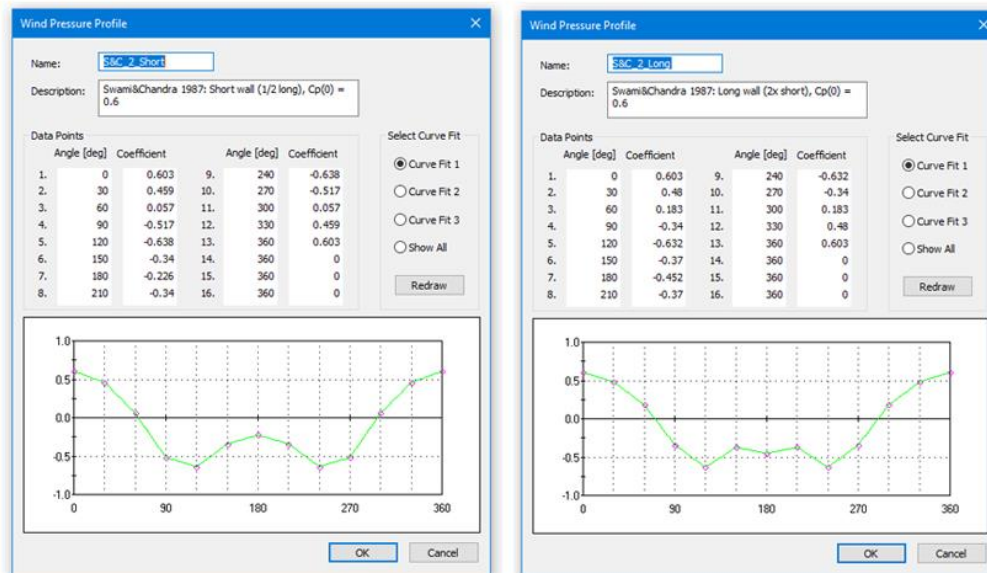 Wind Pressure Profile
Name: S&C_2_Short
Description: Swami&Chandra 1987: Short wall (1/2 long), Cp(0) =
0.6
Data Points
Select Curve Fit
Angle [deg] Coefficient Angle [deg] Coefficient
1. 0 0.603 9. 240 -0.638
2. 30 0.459 10. 270 -0.517
3. 60 0.057 11. 300 0.057
4. 90 -0.517 12. 330 0.459
5. 120 -0.638 13. 360 0.603
6. 150 -0.34 14. 360 0
7. 180 -0.226 15. 360 0
8. 210 -0.34 16. 360 0
Curve Fit 1
Curve Fit 2
Curve Fit 3
Show All
Redraw
1.0
0.5
0.0
-0.5
-1.0
0 90 180 270 360
OK Cancel
Wind Pressure Profile
Name: S&C_2_Long
Description: Swami&Chandra 1987: Long wall (2x short), Cp(0) =
0.6
Data Points
Select Curve Fit
Angle [deg] Coefficient Angle [deg] Coefficient
1. 0 0.603 9. 240 -0.632
2. 30 0.48 10. 270 -0.34
3. 60 0.183 11. 300 0.183
4. 90 -0.34 12. 330 0.48
5. 120 -0.632 13. 360 0.603
6. 150 -0.37 14. 360 0
7. 180 -0.452 15. 360 0
8. 210 -0.37 16. 360 0
Curve Fit 1
Curve Fit 2
Curve Fit 3
Show All
Redraw
1.0
0.5
0.0
-0.5
-1.0
0 90 180 270 360
OK Cancel